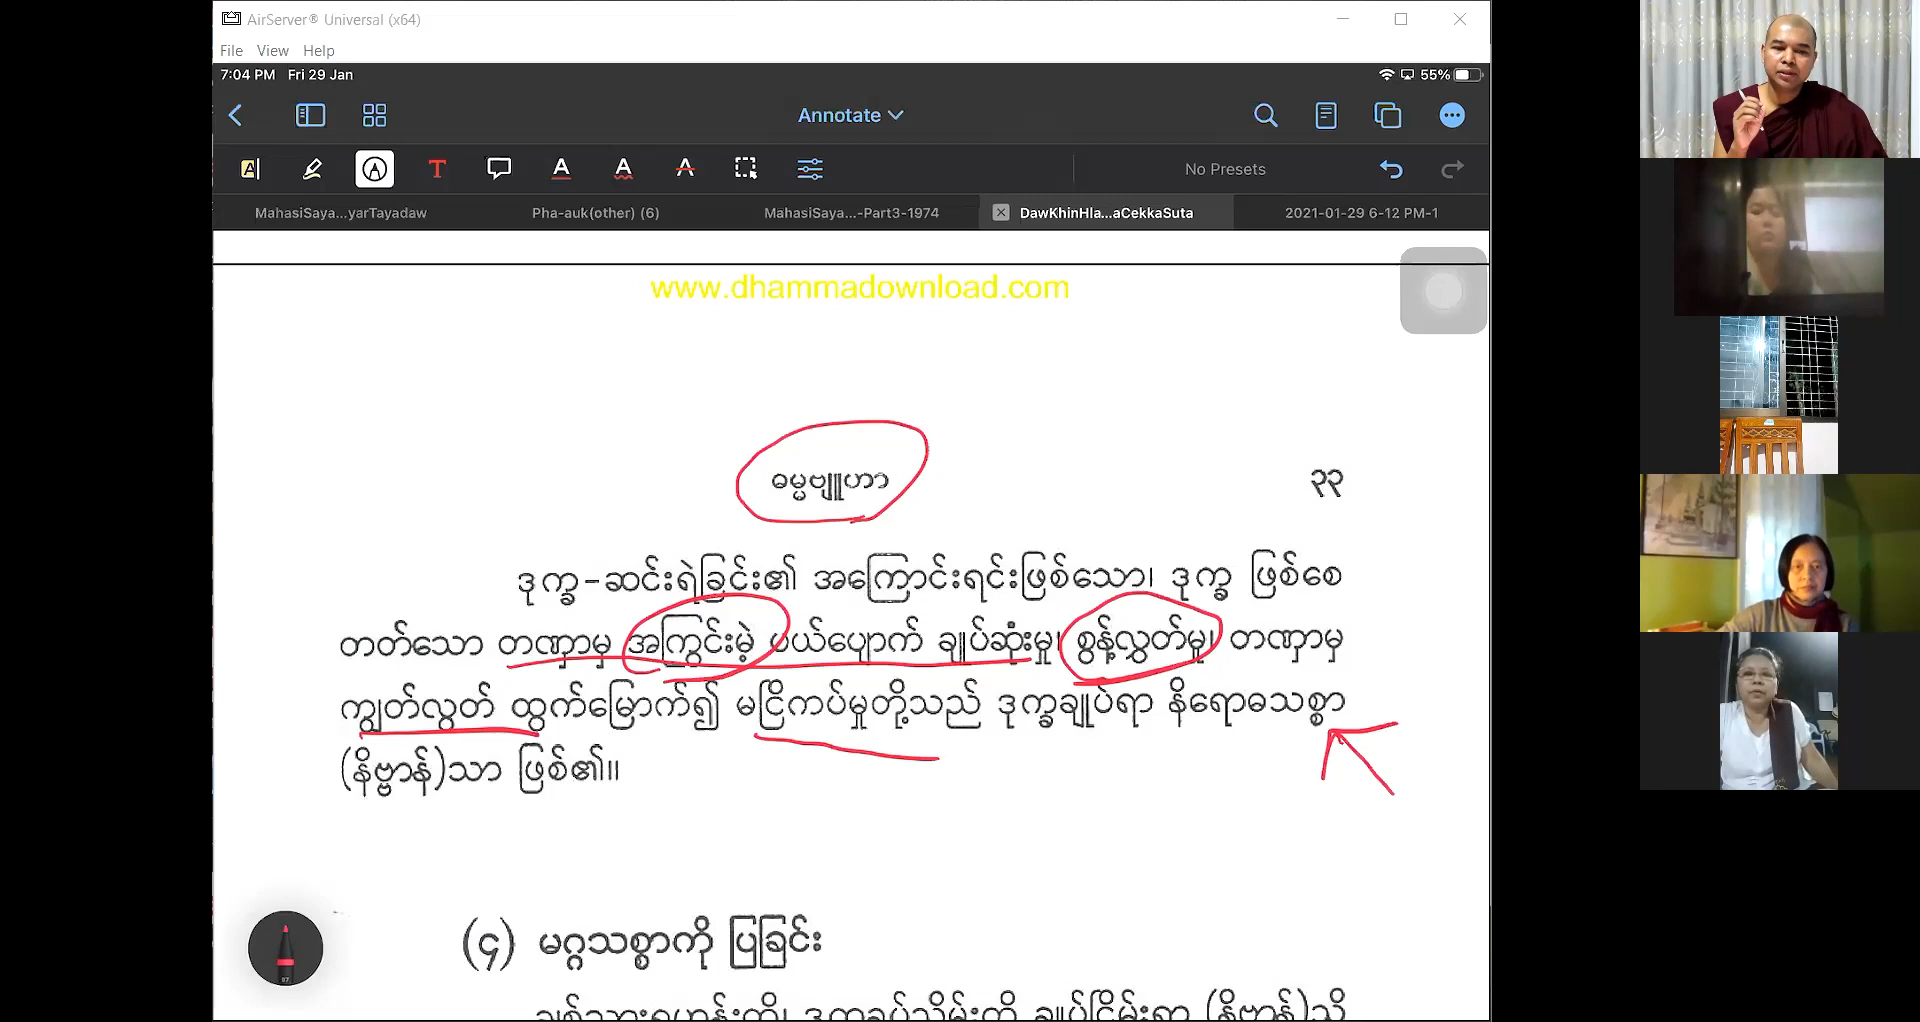 AirServer® Universal (x64)
File View Help
7:04 PM Fri 29 Jan
55%
Annotate
No Presets
MahasiSaya...yarTayadaw
Pha-auk(other) (6)
MahasiSaya...-Part3-1974
DawKhinHla...aCekkaSuta
2021-01-29 6-12 PM-1
www.dhammadownload.com
ဓမ္မဗျူဟာ ၃၃
ဒုက္ခ-ဆင်းရဲခြင်း၏ အကြောင်းရင်းဖြစ်သော၊ ဒုက္ခ ဖြစ်စေ
တတ်သော တဏှာမှ အကြွင်းမဲ့ ပယ်ပျောက် ချုပ်ဆုံးမှု၊ စွန့်လွှတ်မှု၊ တဏှာမှ
ကျွတ်လွတ် ထွက်မြောက်၍ မငြိကပ်မှုတို့သည် ဒုက္ခချုပ်ရာ နိရောဓသစ္စာ
(နိဗ္ဗာန်)သာ ဖြစ်၏။
(၄) မဂ္ဂသစ္စာကို ပြခြင်း